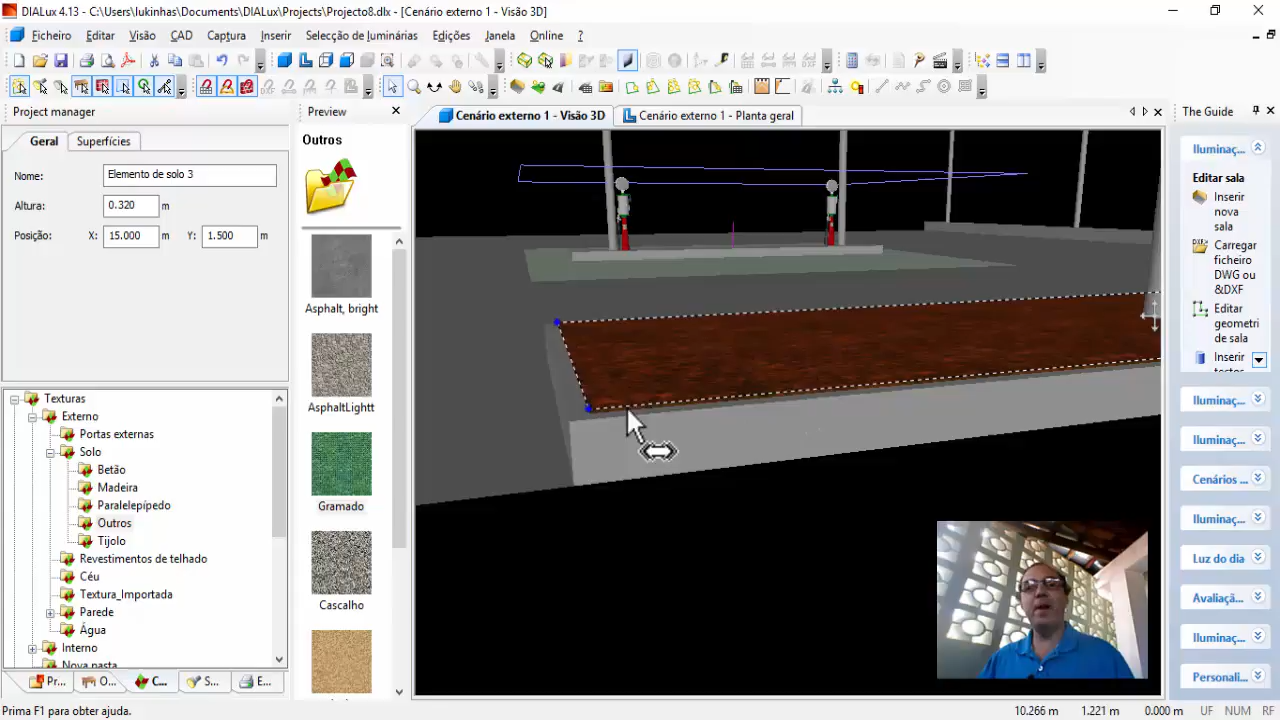 DIALux 4.13 - C:\Users\lukinhas\Documents\DIALux\Projects\Projecto8.dlx - [Cenário externo 1 - Visão 3D]
Ficheiro Editar Visão CAD Captura Inserir Selecção de luminárias Edições Janela Online ?
Project manager
Geral Superfícies
Nome: Elemento de solo 3
Altura: 0.320 m
Posição: X: 15.000 m Y: 1.500 m
Texturas
Externo
Portas externas
Solo
Betão
Madeira
Paralelepípedo
Outros
Tijolo
Revestimentos de telhado
Céu
Textura_Importada
Parede
Água
Interno
Nova pasta
Pr... O... C... S... E...
Preview
Outros
Asphalt, bright
AsphaltLightt
Gramado
Cascalho
Cenário externo 1 - Visão 3D Cenário externo 1 - Planta geral
The Guide
Iluminaç...
Editar sala
Inserir
nova
sala
Carregar
ficheiro
DWG ou
&DXF
Editar
geometri
de sala
Inserir
Iluminaç...
Iluminaç...
Cenários ...
Iluminaç...
Luz do dia
Avaliaçã...
Iluminaç...
Personali...
Prima F1 para obter ajuda. 10.266 m 1.221 m 0.000 m UF NUM RF